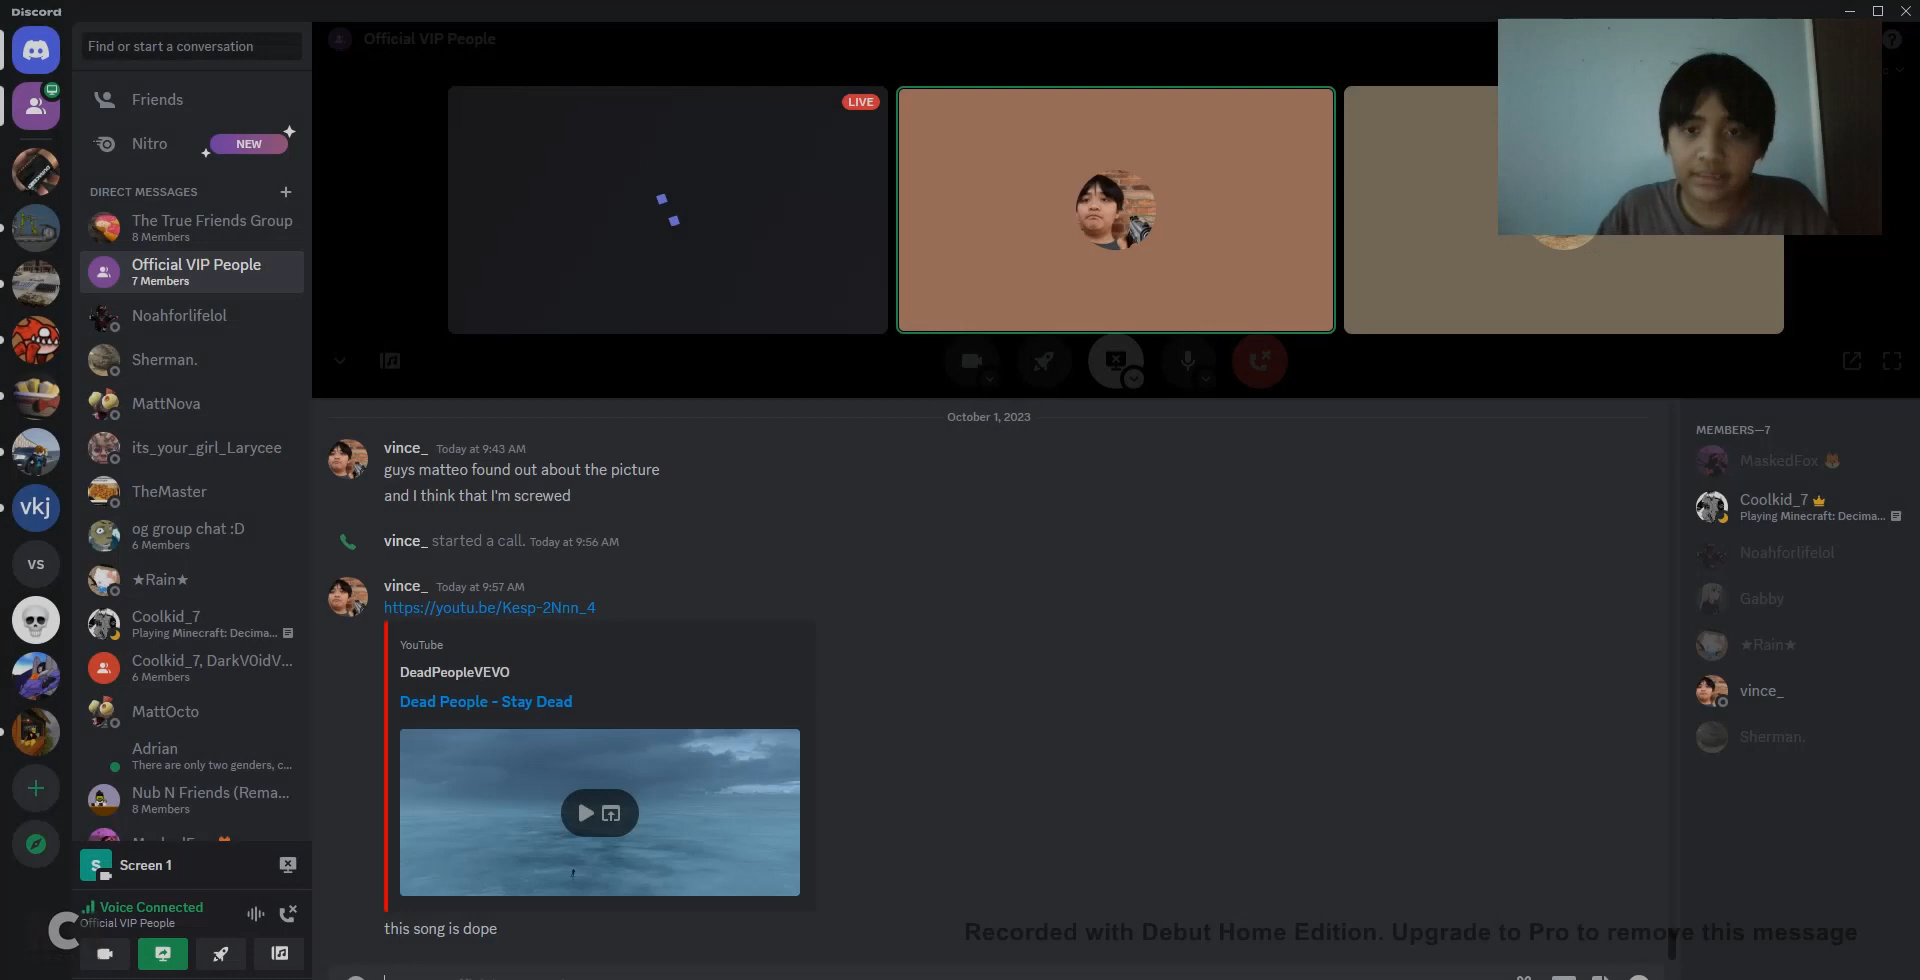 Discord
Find or start a conversation
Friends
Nitro
NEW
DIRECT MESSAGES
The True Friends Group
8 Members
Official VIP People
7 Members
Noahforlifelol
Sherman.
MattNova
its_your_girl_Larycee
TheMaster
og group chat :D
6 Members
★Rain★
Coolkid_7
Playing Minecraft: Decima...
Coolkid_7, DarkV0idV...
6 Members
MattOcto
Adrian
There are only two genders, c...
Nub N Friends (Rema...
8 Members
vkj
VS
S
Screen 1
Voice Connected
Official VIP People
C
Official VIP People
LIVE
October 1, 2023
vince_ Today at 9:43 AM
guys matteo found out about the picture
and I think that I'm screwed
vince_ started a call. Today at 9:56 AM
vince_ Today at 9:57 AM
https://youtu.be/Kesp-2Nnn_4
YouTube
DeadPeopleVEVO
Dead People - Stay Dead
this song is dope
MEMBERS—7
MaskedFox
Coolkid_7
Playing Minecraft: Decima...
Noahforlifelol
Gabby
★Rain★
vince_
Sherman.
Recorded with Debut Home Edition. Upgrade to Pro to remove this message